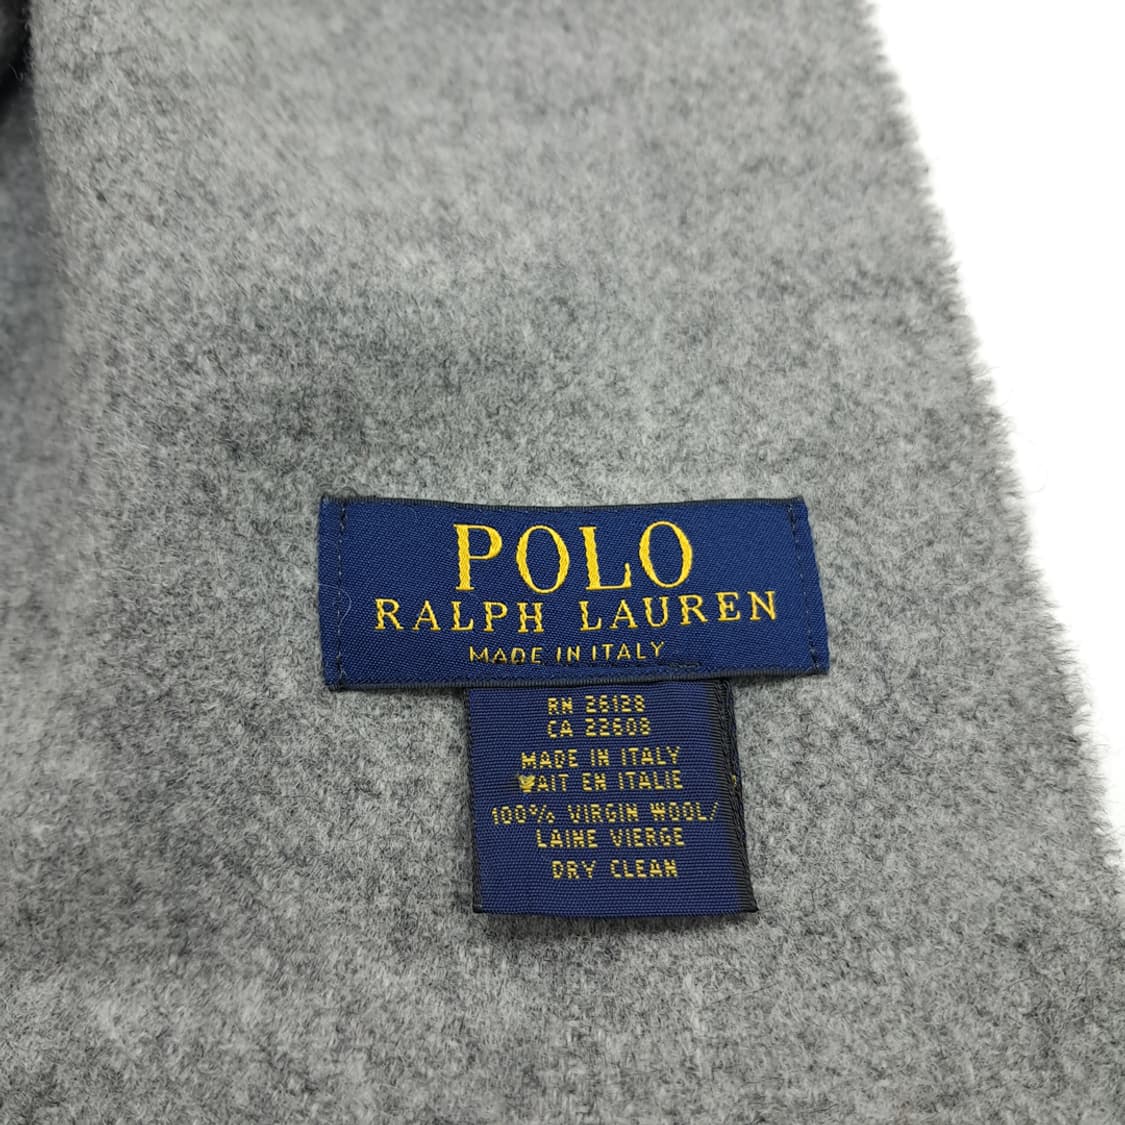 POLO
RALPH LAUREN
MADE IN ITALY
RN 26128
CA 22608
MADE IN ITALY
FAIT EN ITALIE
100% VIRGIN WOOL/
LAINE VIERGE
DRY CLEAN